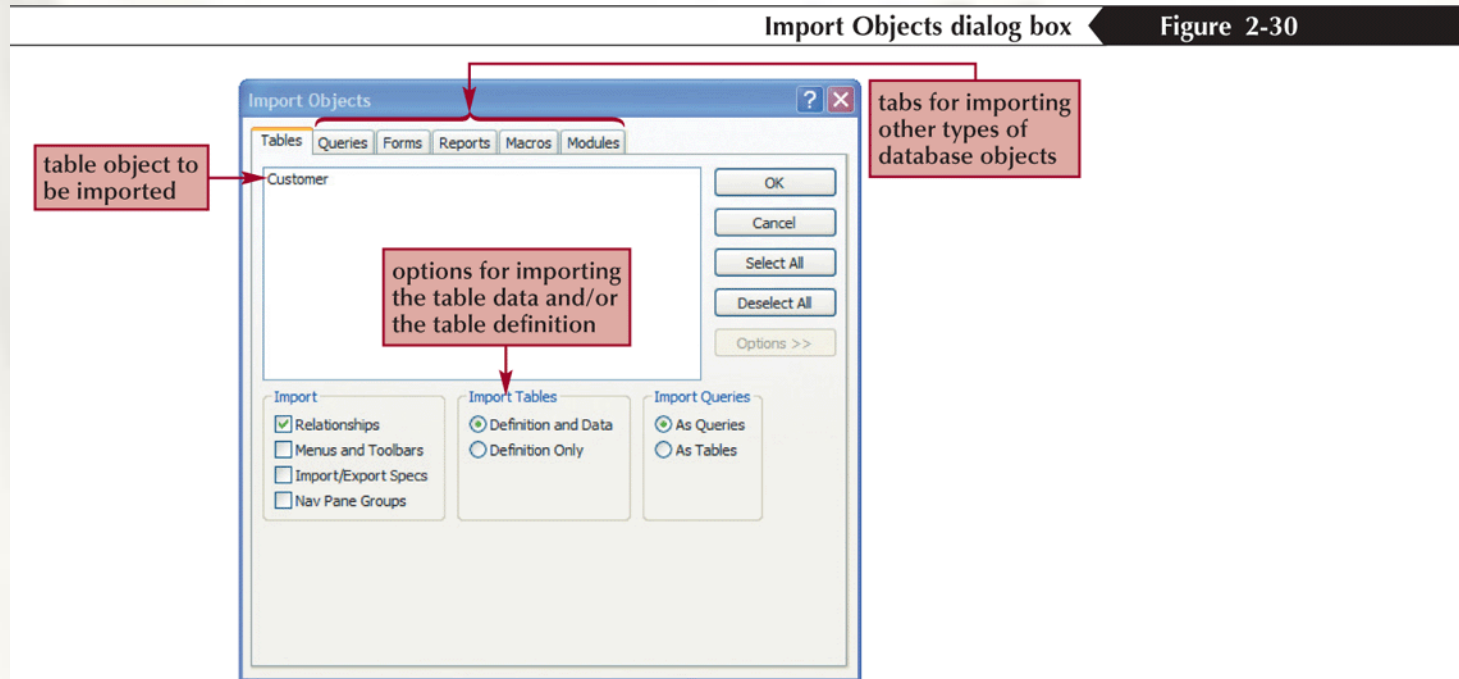 Import Objects dialog box
Figure 2-30
Import Objects
?
tabs for importing
other types of
database objects
Tables
Queries
Forms
Reports
Macros
Modules
table object to
be imported
Customer
OK
Cancel
Select All
Deselect All
Options >>
options for importing
the table data and/or
the table definition
Import
Relationships
Menus and Toolbars
Import/Export Specs
Nav Pane Groups
Import Tables
Definition and Data
Definition Only
Import Queries
As Queries
As Tables